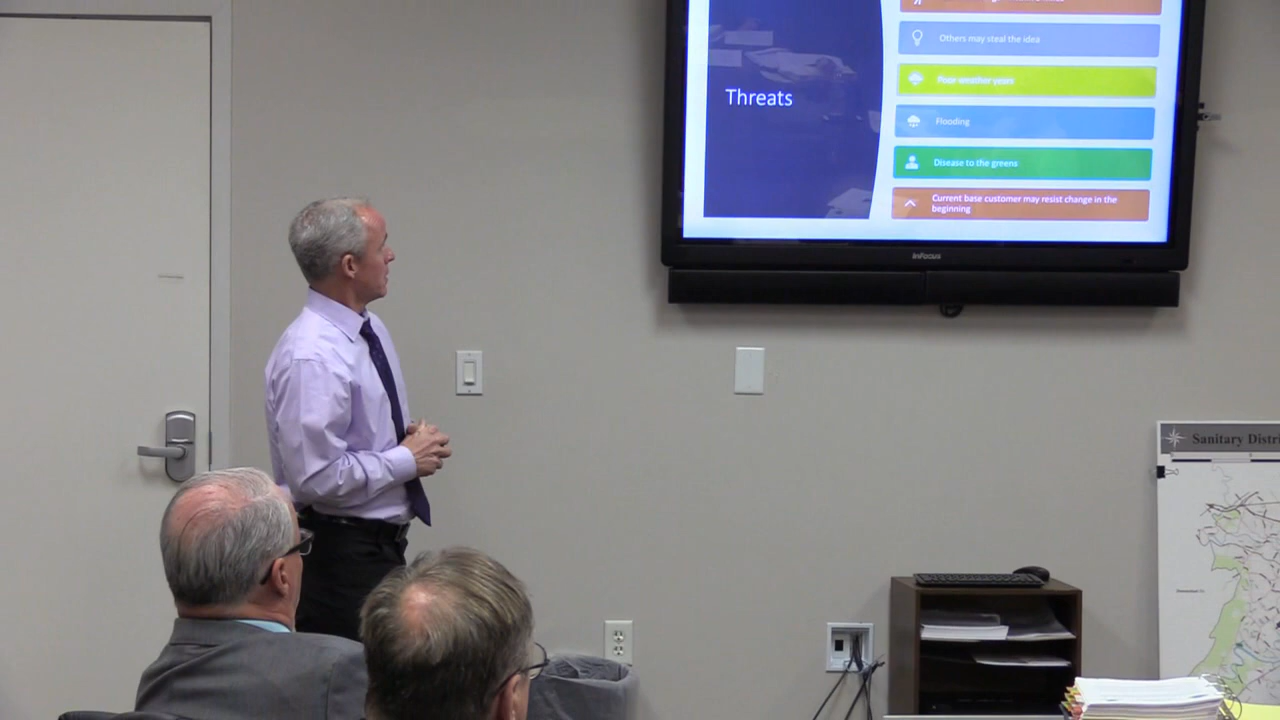 Others may steal the idea
Threats
Poor weather years
Flooding
Disease to the greens
Current base customer may resist change in the
beginning
InFocus
Sanitary Distri